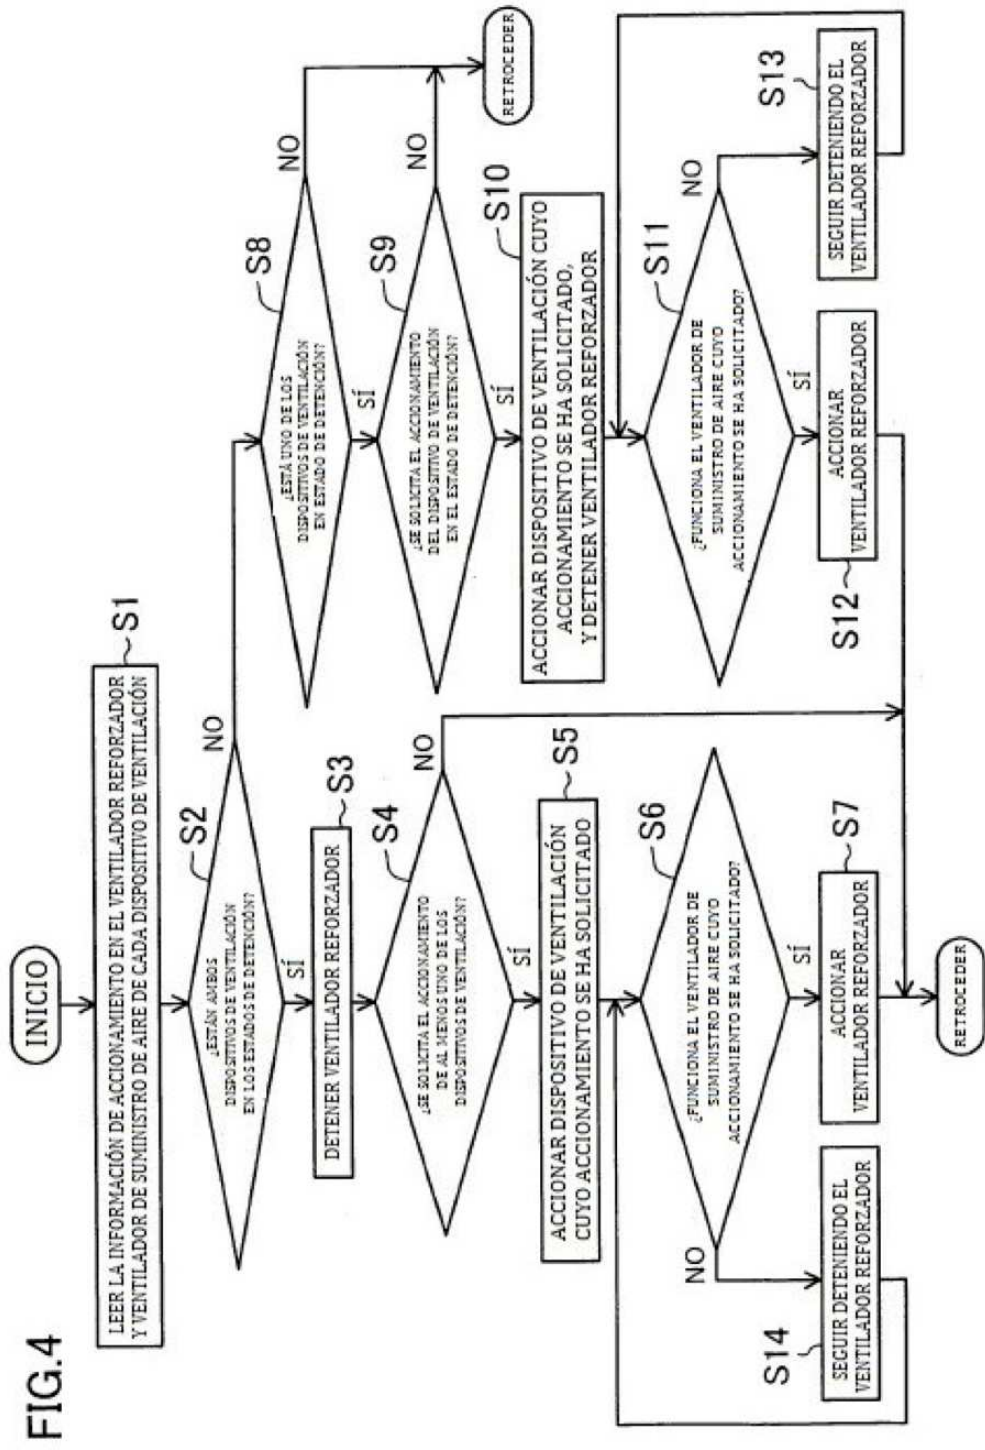 FIG.4
INICIO
LEER LA INFORMACIÓN DE ACCIONAMIENTO EN EL VENTILADOR REFORZADOR
Y VENTILADOR DE SUMINISTRO DE AIRE DE CADA DISPOSITIVO DE VENTILACIÓN
S1
¿ESTÁN AMBOS
DISPOSITIVOS DE VENTILACIÓN
EN LOS ESTADOS DE DETENCIÓN?
S2
NO
SÍ
DETENER VENTILADOR REFORZADOR
S3
¿SE SOLICITA EL ACCIONAMIENTO
DE AL MENOS UNO DE LOS
DISPOSITIVOS DE VENTILACIÓN?
S4
NO
SÍ
ACCIONAR DISPOSITIVO DE VENTILACIÓN
CUYO ACCIONAMIENTO SE HA SOLICITADO
S5
¿FUNCIONA EL VENTILADOR DE
SUMINISTRO DE AIRE CUYO
ACCIONAMIENTO SE HA SOLICITADO?
S6
NO
SÍ
SEGUIR DETENIENDO EL
VENTILADOR REFORZADOR
S14
ACCIONAR
VENTILADOR REFORZADOR
S7
RETROCEDER
¿ESTÁ UNO DE LOS
DISPOSITIVOS DE VENTILACIÓN
EN ESTADO DE DETENCIÓN?
S8
NO
SÍ
¿SE SOLICITA EL ACCIONAMIENTO
DEL DISPOSITIVO DE VENTILACIÓN
EN EL ESTADO DE DETENCIÓN?
S9
NO
SÍ
RETROCEDER
ACCIONAR DISPOSITIVO DE VENTILACIÓN CUYO
ACCIONAMIENTO SE HA SOLICITADO,
Y DETENER VENTILADOR REFORZADOR
S10
¿FUNCIONA EL VENTILADOR DE
SUMINISTRO DE AIRE CUYO
ACCIONAMIENTO SE HA SOLICITADO?
S11
NO
SÍ
ACCIONAR
VENTILADOR REFORZADOR
S12
SEGUIR DETENIENDO EL
VENTILADOR REFORZADOR
S13